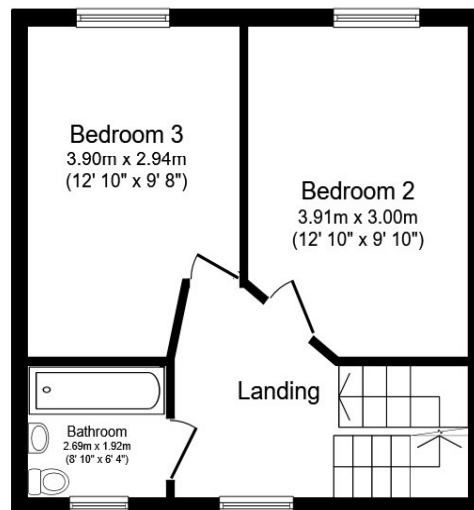 Bedroom 3
3.90m x 2.94m
(12' 10" x 9' 8")
Bedroom 2
3.91m x 3.00m
(12' 10" x 9' 10")
Landing
Bathroom
2.69m x 1.92m
(8' 10" x 6' 4")